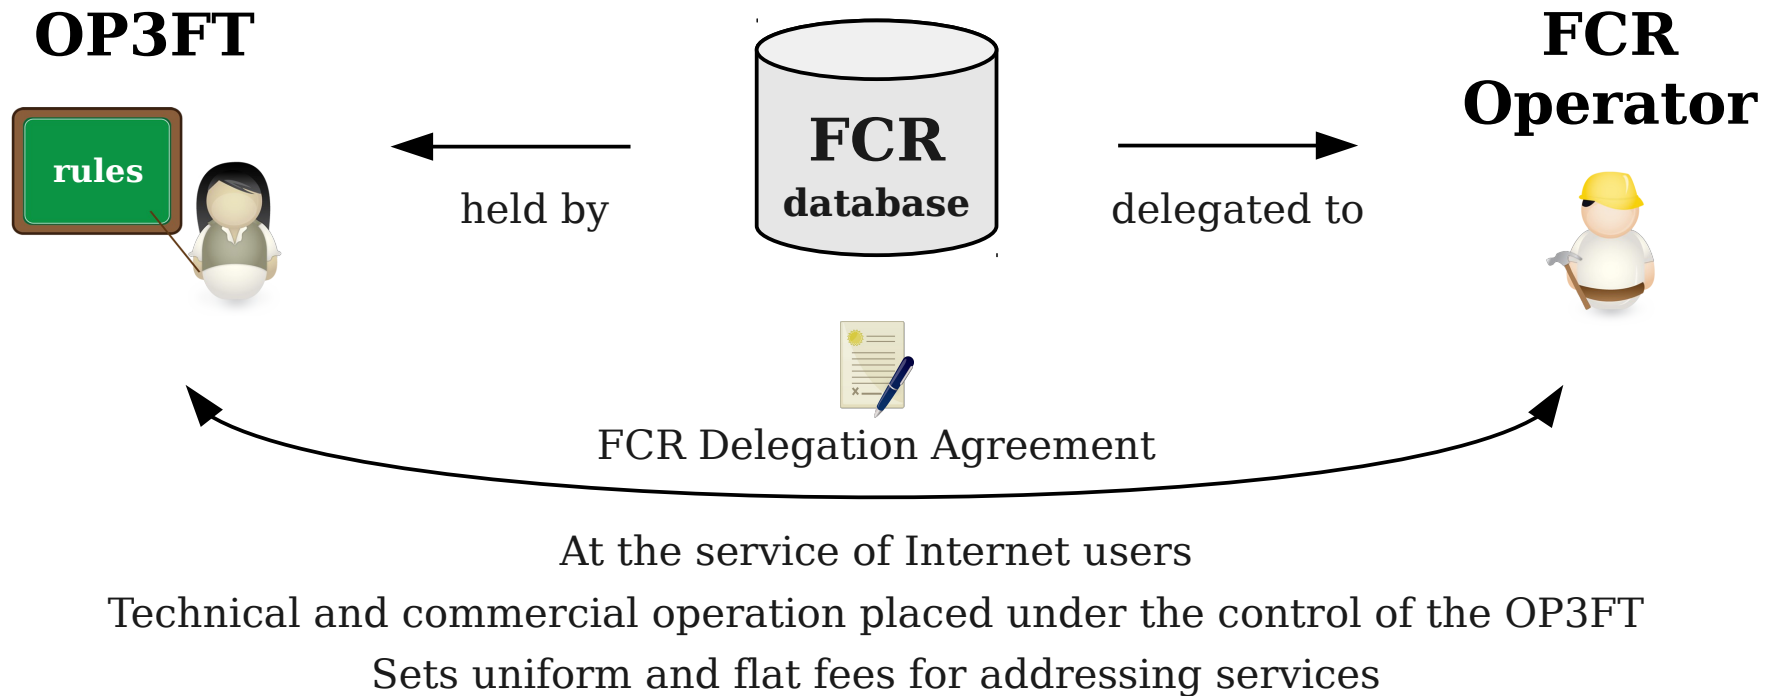 OP3FT
FCR
Operator
rules
FCR
database
held by
delegated to
x
FCR Delegation Agreement
At the service of Internet users
Technical and commercial operation placed under the control of the OP3FT
Sets uniform and flat fees for addressing services